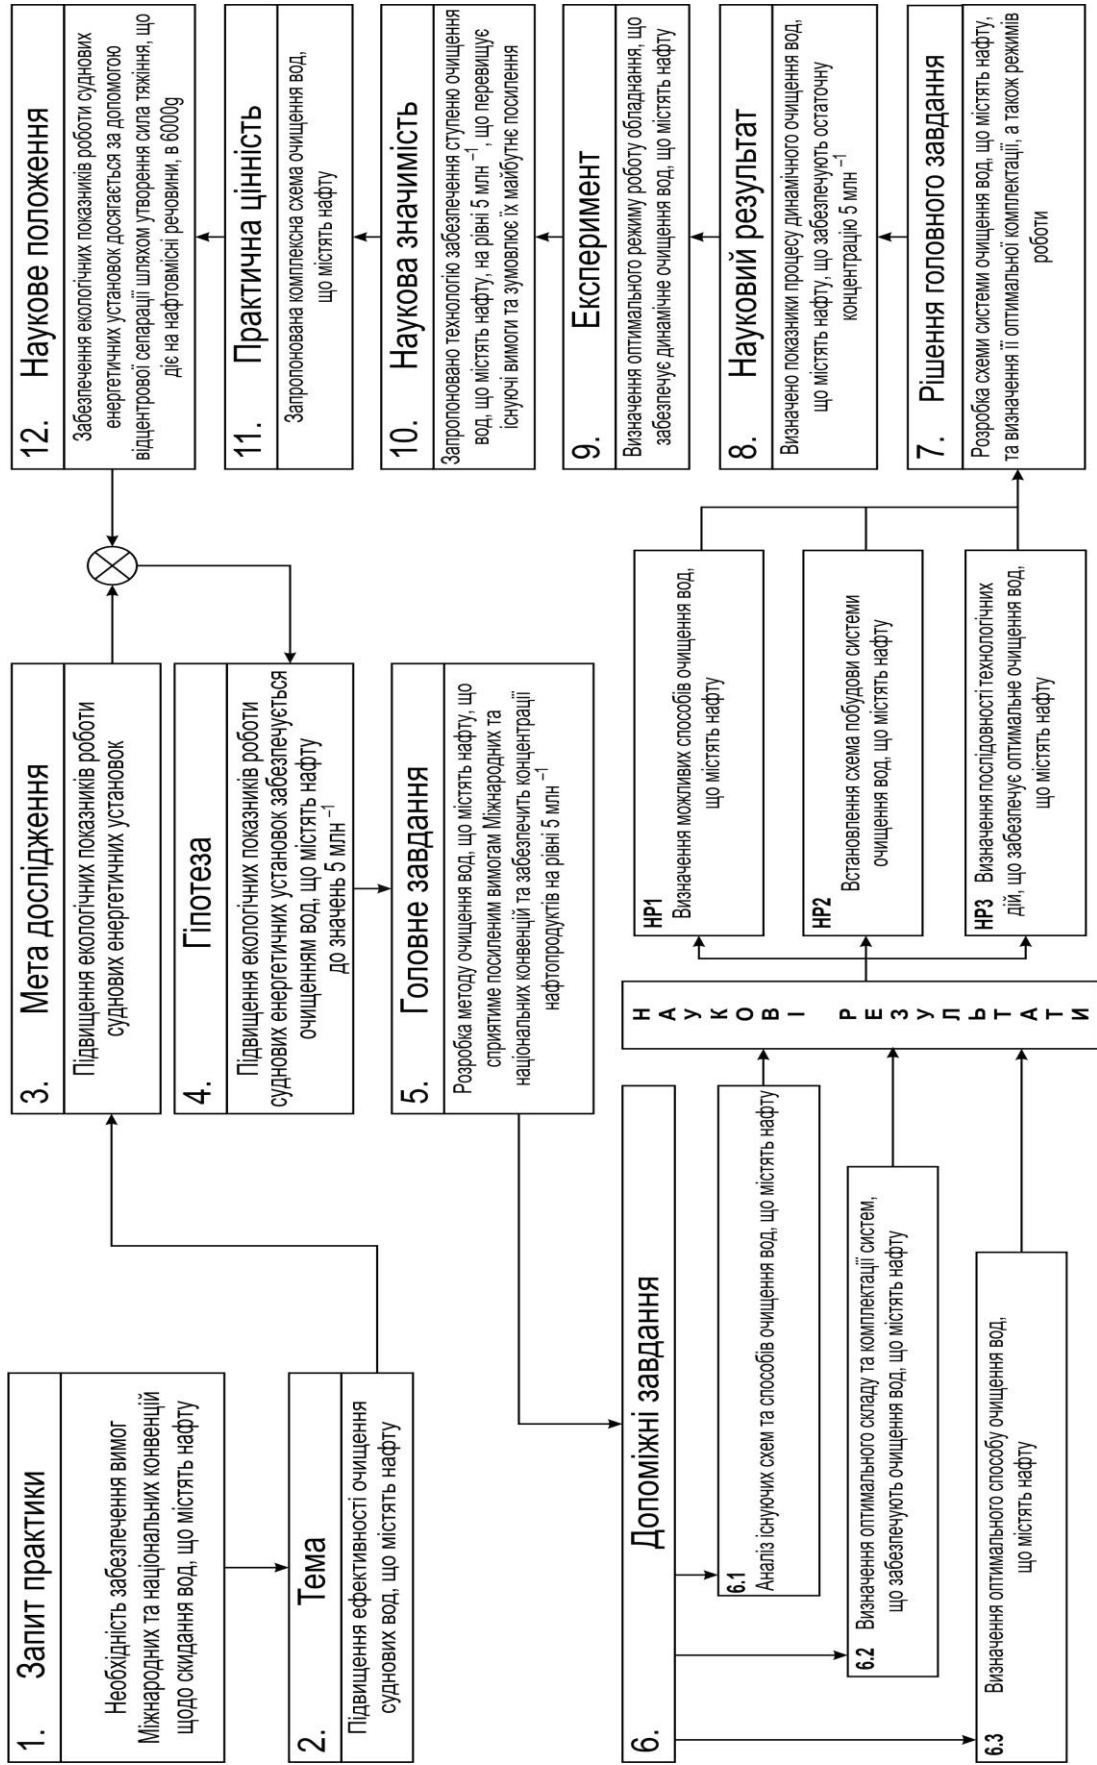 1. Запит практики
Необхідність забезпечення вимог
Міжнародних та національних конвенцій
щодо скидання вод, що містять нафту
2. Тема
Підвищення ефективності очищення
суднових вод, що містять нафту
3. Мета дослідження
Підвищення екологічних показників роботи
суднових енергетичних установок
4. Гіпотеза
Підвищення екологічних показників роботи
суднових енергетичних установок забезпечується
очищенням вод, що містять нафту
до значень 5 млн ⁻¹
5. Головне завдання
Розробка методу очищення вод, що містять нафту, що
сприятиме посиленим вимогам Міжнародних та
національних конвенцій та забезпечить концентрації
нафтопродуктів на рівні 5 млн ⁻¹
6. Допоміжні завдання
6.1 Аналіз існуючих схем та способів очищення вод, що містять нафту
6.2 Визначення оптимального складу та комплектації систем,
що забезпечують очищення вод, що містять нафту
6.3 Визначення оптимального способу очищення вод,
що містять нафту
НАУКОВІ РЕЗУЛЬТАТИ
НР1 Визначення можливих способів очищення вод,
що містять нафту
НР2 Встановлення схема побудови системи
очищення вод, що містять нафту
НР3 Визначення послідовності технологічних
дій, що забезпечує оптимальне очищення вод,
що містять нафту
7. Рішення головного завдання
Розробка схеми системи очищення вод, що містять нафту,
та визначення її оптимальної комплектації, а також режимів
роботи
8. Науковий результат
Визначено показники процесу динамічного очищення вод,
що містять нафту, що забезпечують остаточну
концентрацію 5 млн ⁻¹
9. Експеримент
Визначення оптимального режиму роботу обладнання, що
забезпечує динамічне очищення вод, що містять нафту
10. Наукова значимість
Запропоновано технологію забезпечення ступеню очищення
вод, що містять нафту, на рівні 5 млн ⁻¹, що перевищує
існуючі вимоги та зумовлює їх майбутнє посилення
11. Практична цінність
Запропонована комплексна схема очищення вод,
що містять нафту
12. Наукове положення
Забезпечення екологічних показників роботи суднових
енергетичних установок досягається за допомогою
відцентрової сепарації шляхом утворення сила тяжіння, що
діє на нафтовмісні речовини, в 6000g